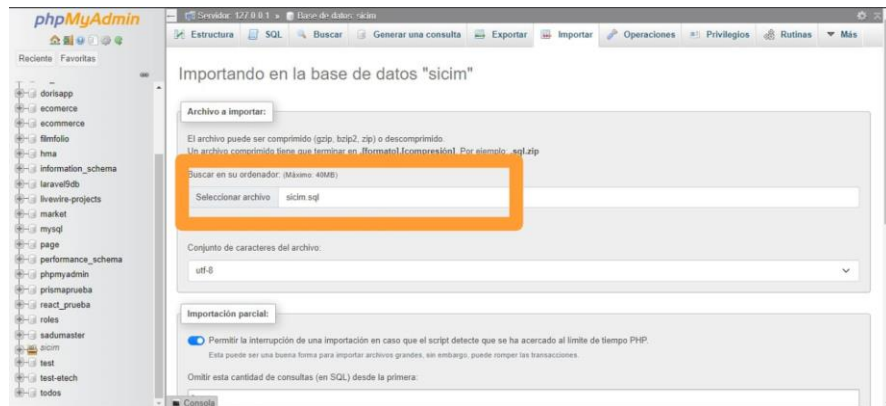 phpMyAdmin
Reciente Favoritas
dorisapp
ecomerce
ecommerce
filmfolio
hma
information_schema
laravel9db
livewire-projects
market
mysql
page
performance_schema
phpmyadmin
prismaprueba
react_prueba
roles
sadumaster
sicim
test
test-etech
todos
Servidor: 127.0.0.1 » Base de datos: sicim
Estructura SQL Buscar Generar una consulta Exportar Importar Operaciones Privilegios Rutinas Más
Importando en la base de datos "sicim"
Archivo a importar:
El archivo puede ser comprimido (gzip, bzip2, zip) o descomprimido.
Un archivo comprimido tiene que terminar en .[formato].[compresión]. Por ejemplo: .sql.zip
Buscar en su ordenador: (Máximo: 40MB)
Seleccionar archivo sicim.sql
Conjunto de caracteres del archivo:
utf-8
Importación parcial:
Permitir la interrupción de una importación en caso que el script detecte que se ha acercado al límite de tiempo PHP.
Esta puede ser una buena forma para importar archivos grandes, sin embargo, puede romper las transacciones.
Omitir esta cantidad de consultas (en SQL) desde la primera:
Consola